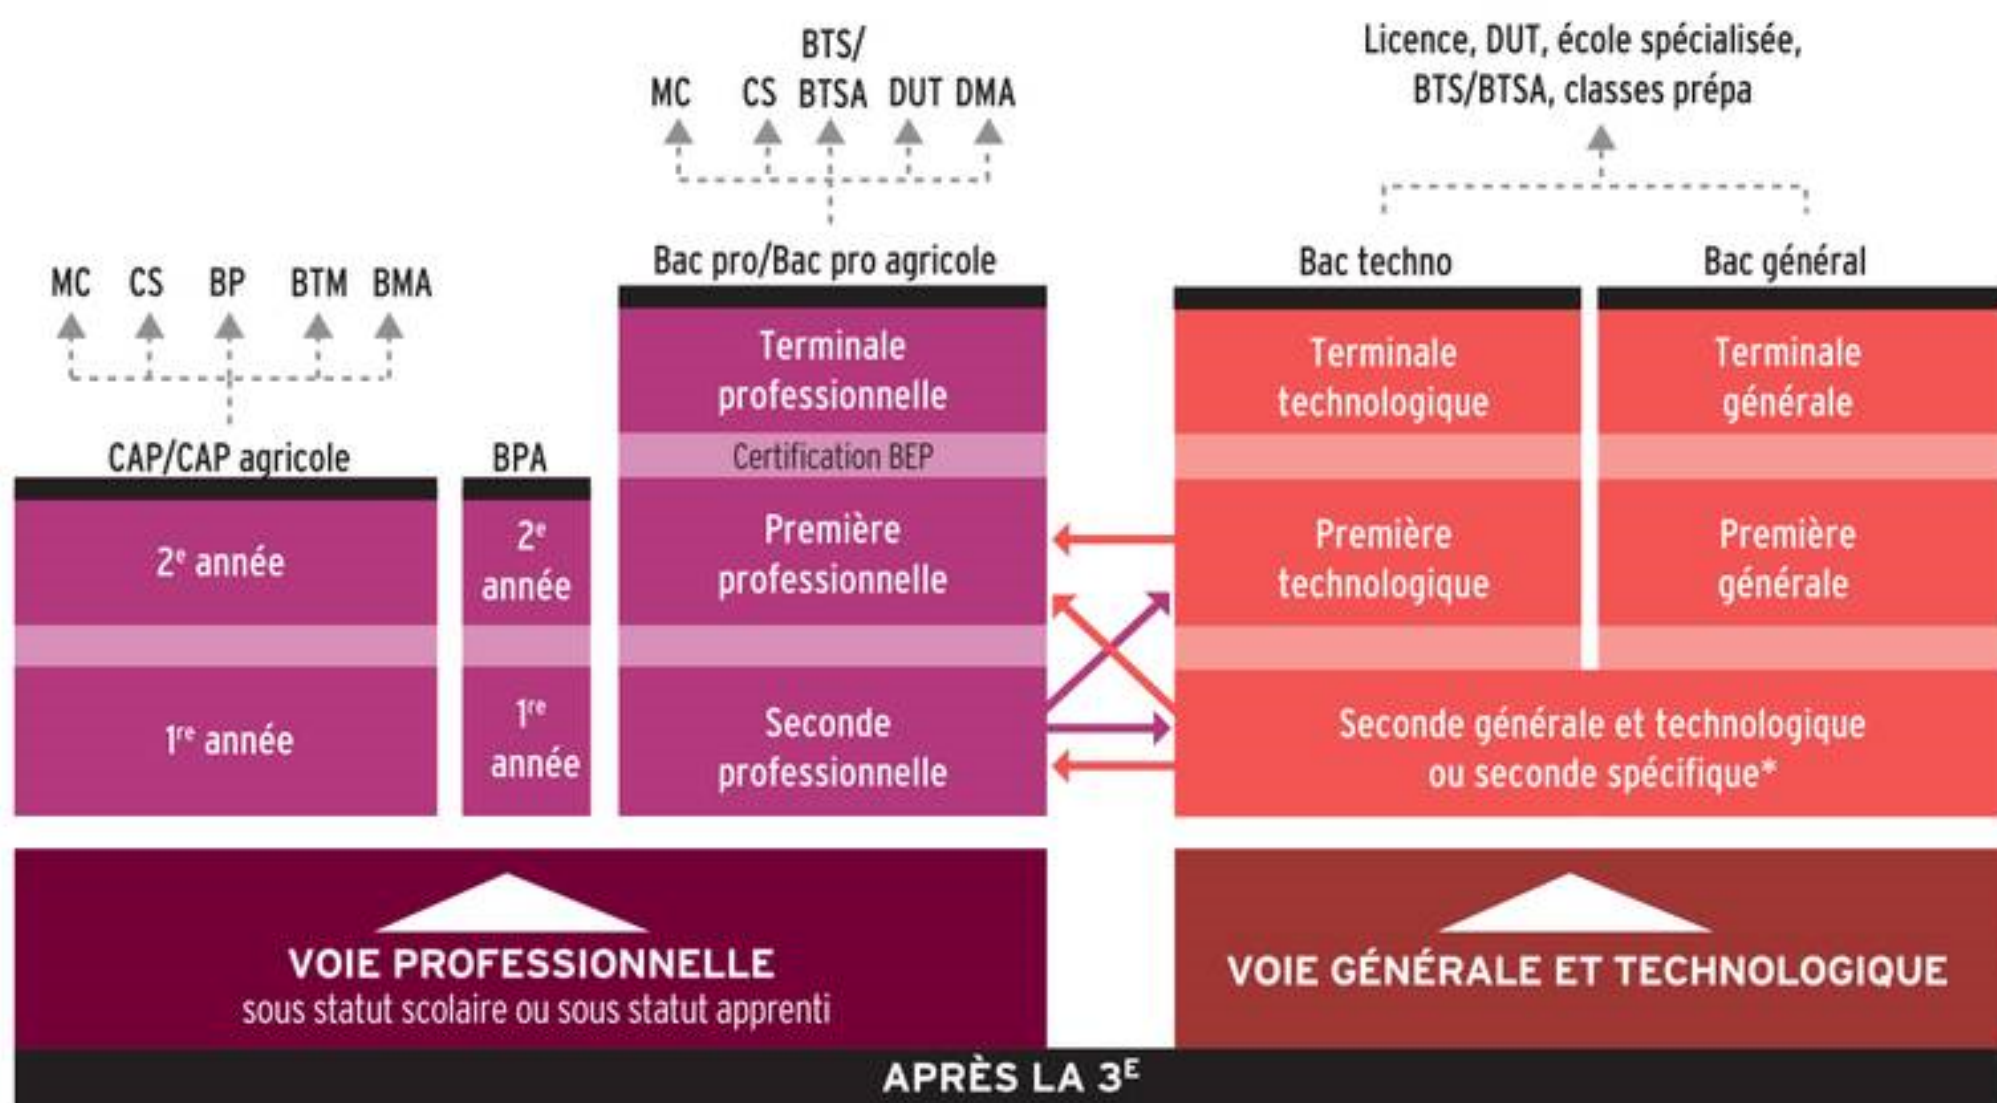 BTS/
MC CS BTSA DUT DMA
Licence, DUT, école spécialisée,
BTS/BTSA, classes prépa
MC CS BP BTM BMA
Bac pro/Bac pro agricole
Bac techno
Bac général
CAP/CAP agricole
BPA
Terminale
professionnelle
Certification BEP
Première
professionnelle
Seconde
professionnelle
2e année
1re année
2e
année
1re
année
Terminale
technologique
Première
technologique
Terminale
générale
Première
générale
Seconde générale et technologique
ou seconde spécifique*
VOIE PROFESSIONNELLE
sous statut scolaire ou sous statut apprenti
VOIE GÉNÉRALE ET TECHNOLOGIQUE
APRÈS LA 3E